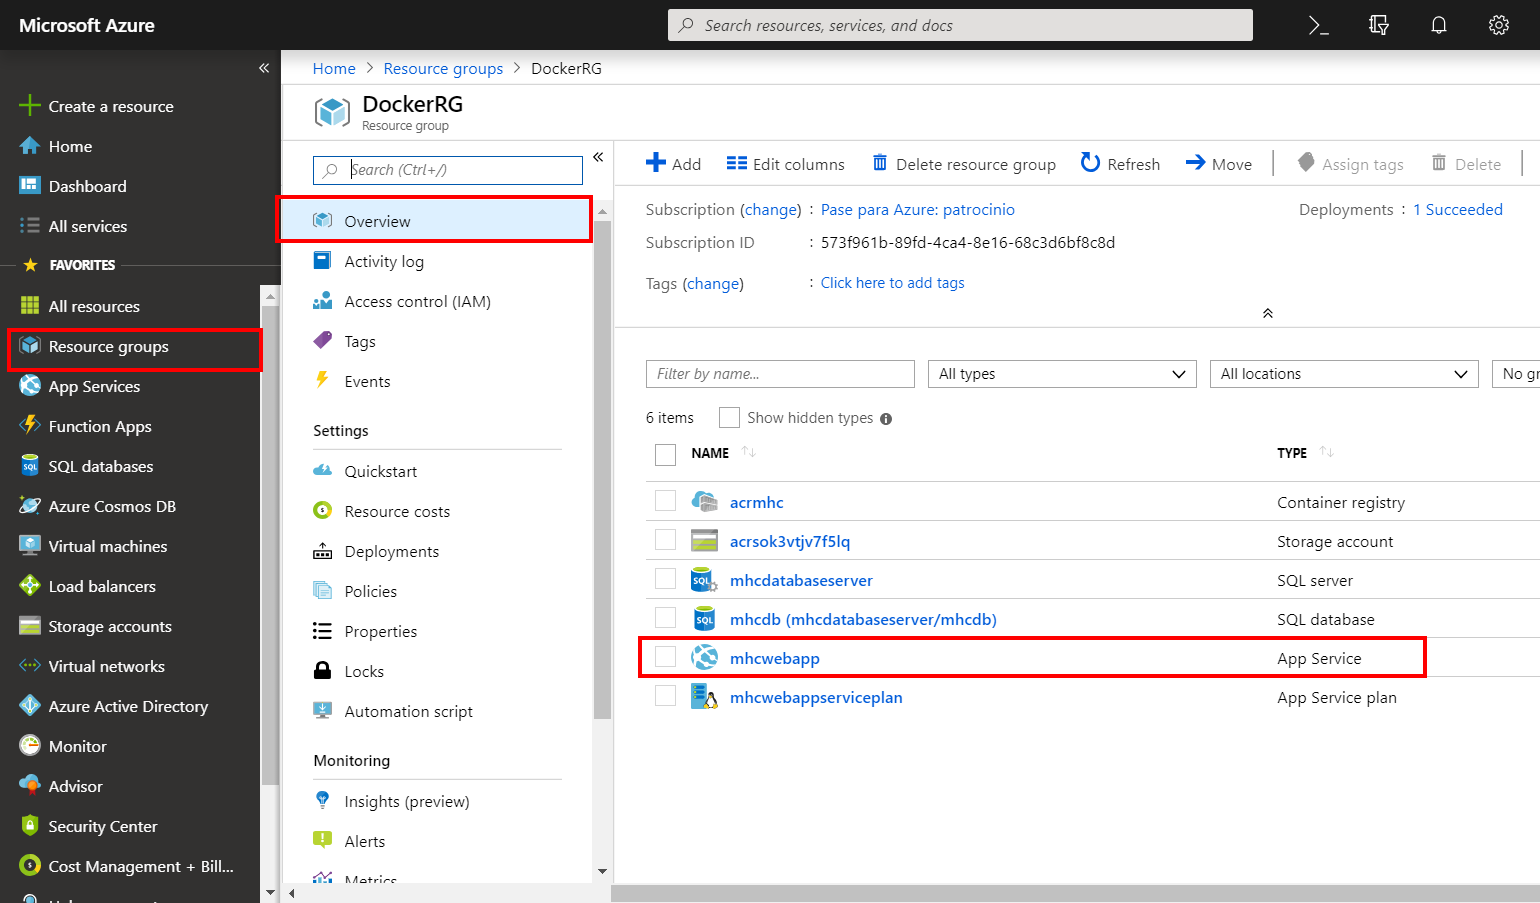 Microsoft Azure
Search resources, services, and docs
Create a resource
Home
Dashboard
All services
FAVORITES
All resources
Resource groups
App Services
Function Apps
SQL databases
Azure Cosmos DB
Virtual machines
Load balancers
Storage accounts
Virtual networks
Azure Active Directory
Monitor
Advisor
Security Center
Cost Management + Bill...
Home > Resource groups > DockerRG
DockerRG
Resource group
Search (Ctrl+/)
Overview
Activity log
Access control (IAM)
Tags
Events
Settings
Quickstart
Resource costs
Deployments
Policies
Properties
Locks
Automation script
Monitoring
Insights (preview)
Alerts
Metrics
Add Edit columns Delete resource group Refresh Move Assign tags Delete
Subscription (change) : Pase para Azure: patrocinio Deployments : 1 Succeeded
Subscription ID : 573f961b-89fd-4ca4-8e16-68c3d6bf8c8d
Tags (change) : Click here to add tags
Filter by name... All types All locations No gr
6 items Show hidden types
NAME TYPE
acrmhc Container registry
acrsok3vtjv7f5lq Storage account
mhcdatabaseserver SQL server
mhcdb (mhcdatabaseserver/mhcdb) SQL database
mhcwebapp App Service
mhcwebappserviceplan App Service plan